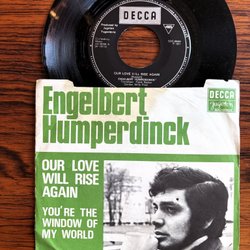 DECCA
OUR LOVE WILL RISE AGAIN
ENGELBERT HUMPERDINCK
DECCA
Engelbert
Humperdinck
OUR LOVE
WILL RISE
AGAIN
YOU'RE THE
WINDOW OF
MY WORLD